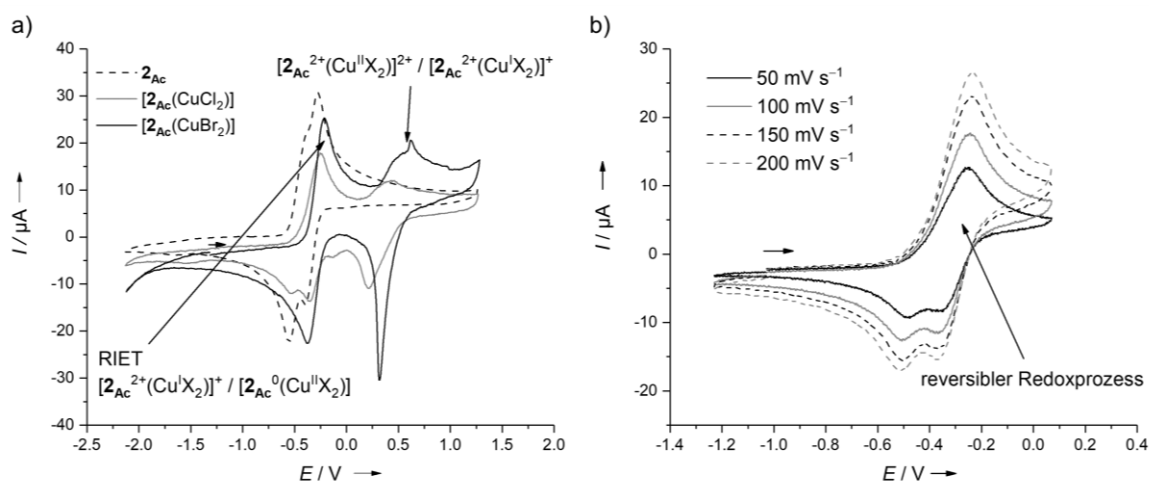 a)
2Ac
[2Ac(CuCl2)]
[2Ac(CuBr2)]
[2Ac2+(CuIIX2)]2+ / [2Ac2+(CuIX2)]+
RIET
[2Ac2+(CuIX2)]+ / [2Ac0(CuIIX2)]
I / µA
40
30
20
10
0
-10
-20
-30
-40
-2.5 -2.0 -1.5 -1.0 -0.5 0.0 0.5 1.0 1.5 2.0
E / V
b)
50 mV s−1
100 mV s−1
150 mV s−1
200 mV s−1
reversibler Redoxprozess
I / µA
30
20
10
0
-10
-20
-1.4 -1.2 -1.0 -0.8 -0.6 -0.4 -0.2 0.0 0.2 0.4
E / V